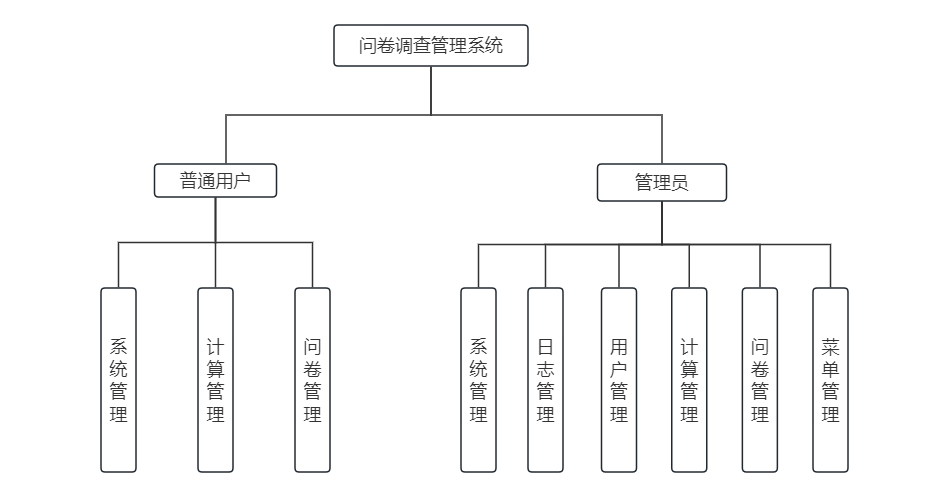 问卷调查管理系统
普通用户
管理员
系统管理
计算管理
问卷管理
系统管理
日志管理
用户管理
计算管理
问卷管理
菜单管理